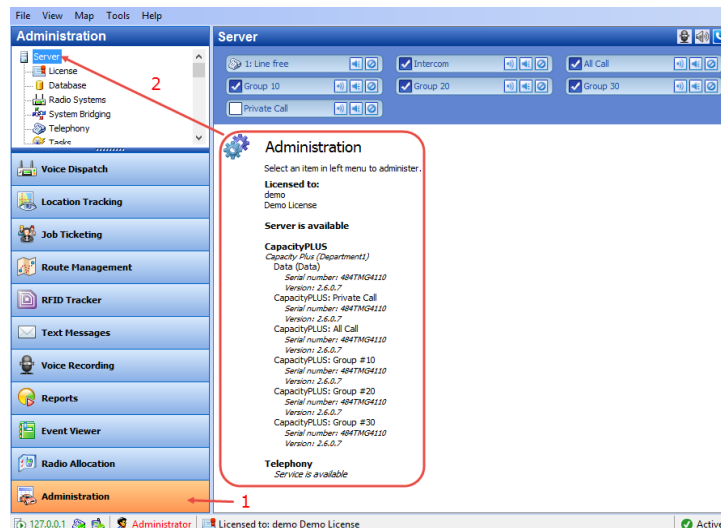 File View Map Tools Help
Administration
Server
Server
License
Database
Radio Systems
System Bridging
Telephony
Tasks
2
1: Line free
Intercom
All Call
Group 10
Group 20
Group 30
Private Call
Administration
Select an item in left menu to administer.
Licensed to:
demo
Demo License
Server is available
CapacityPLUS
Capacity Plus (Department1)
Data (Data)
Serial number: 484TMG4110
Version: 2.6.0.7
CapacityPLUS: Private Call
Serial number: 484TMG4110
Version: 2.6.0.7
CapacityPLUS: All Call
Serial number: 484TMG4110
Version: 2.6.0.7
CapacityPLUS: Group #10
Serial number: 484TMG4110
Version: 2.6.0.7
CapacityPLUS: Group #20
Serial number: 484TMG4110
Version: 2.6.0.7
CapacityPLUS: Group #30
Serial number: 484TMG4110
Version: 2.6.0.7
Telephony
Service is available
Voice Dispatch
Location Tracking
Job Ticketing
Route Management
RFID Tracker
Text Messages
Voice Recording
Reports
Event Viewer
Radio Allocation
Administration
1
127.0.0.1 Administrator Licensed to: demo Demo License Active